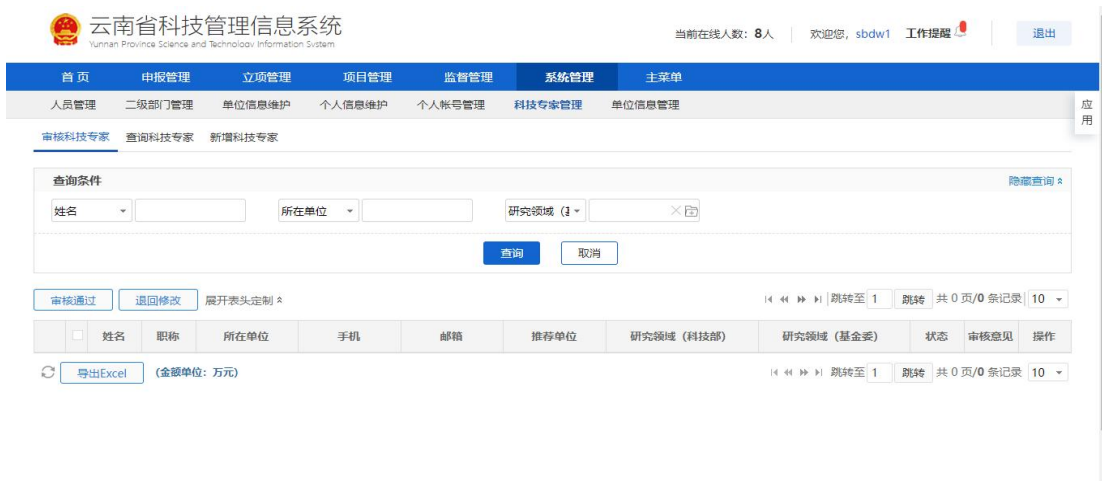 云南省科技管理信息系统
Yunnan Province Science and Technology Information System
当前在线人数：8人 欢迎您，sbdw1 工作提醒 退出
首页 申报管理 立项管理 项目管理 监督管理 系统管理 主菜单
人员管理 二级部门管理 单位信息维护 个人信息维护 个人帐号管理 科技专家管理 单位信息管理
应用
审核科技专家 查询科技专家 新增科技专家
查询条件 隐藏查询
姓名 所在单位 研究领域（
查询 取消
审核通过 退回修改 展开表头定制 跳转至 1 跳转 共 0 页/0 条记录 10
姓名 职称 所在单位 手机 邮箱 推荐单位 研究领域（科技部） 研究领域（基金委） 状态 审核意见 操作
导出Excel (金额单位：万元) 跳转至 1 跳转 共 0 页/0 条记录 10